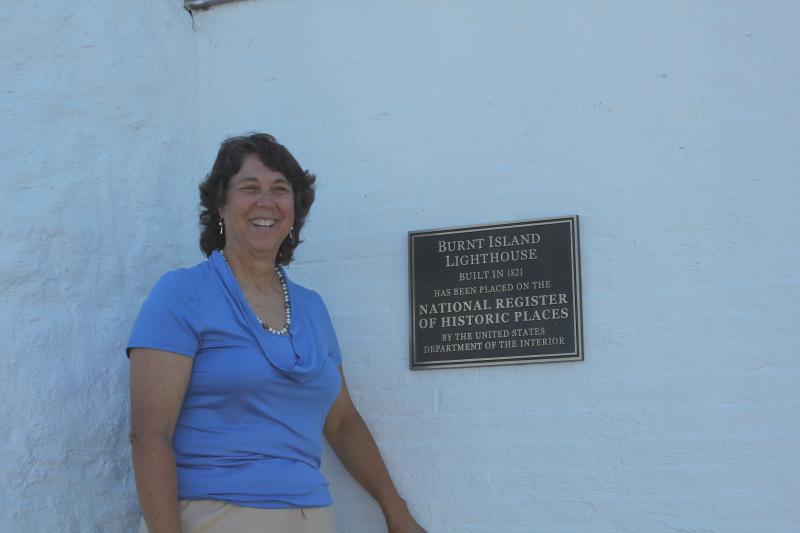 BURNT ISLAND
LIGHTHOUSE
BUILT IN 1821
HAS BEEN PLACED ON THE
NATIONAL REGISTER
OF HISTORIC PLACES
BY THE UNITED STATES
DEPARTMENT OF THE INTERIOR